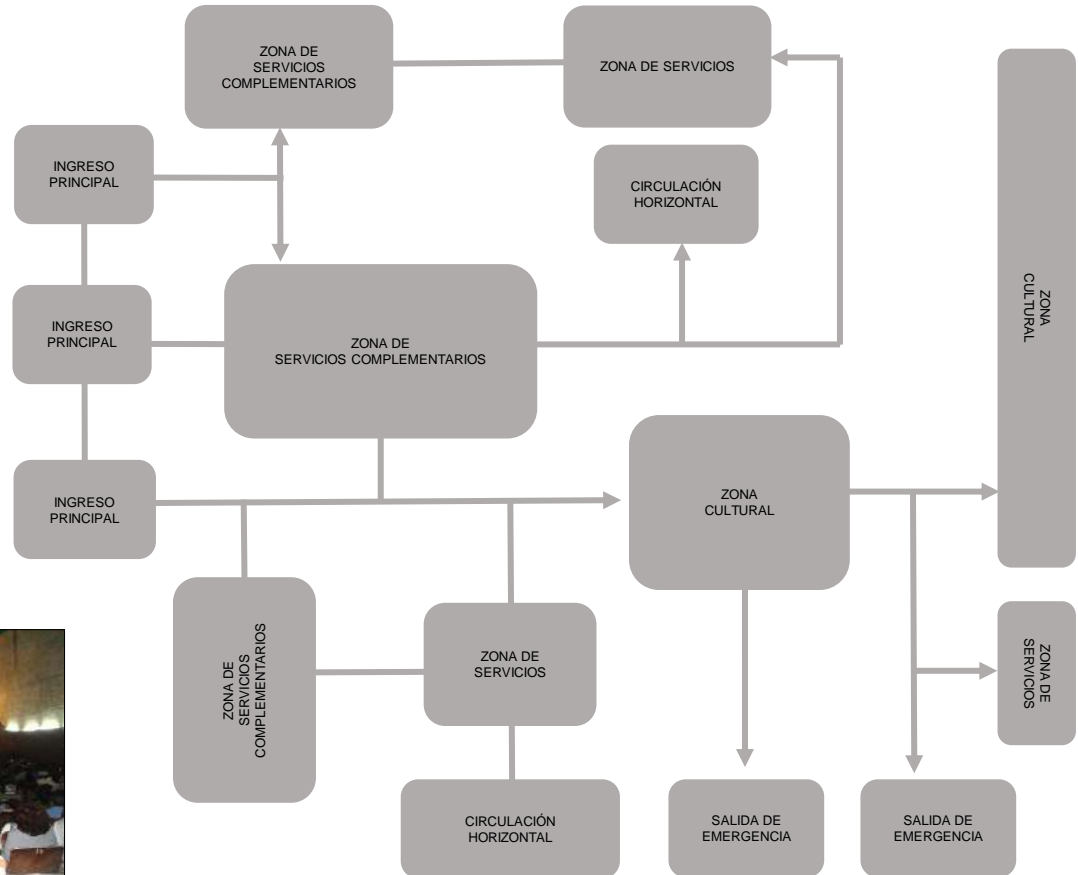 ZONA DE
SERVICIOS
COMPLEMENTARIOS
ZONA DE SERVICIOS
INGRESO
PRINCIPAL
CIRCULACIÓN
HORIZONTAL
INGRESO
PRINCIPAL
ZONA DE
SERVICIOS COMPLEMENTARIOS
ZONA
CULTURAL
INGRESO
PRINCIPAL
ZONA
CULTURAL
ZONA DE
SERVICIOS
COMPLEMENTARIOS
ZONA DE
SERVICIOS
ZONA DE
SERVICIOS
CIRCULACIÓN
HORIZONTAL
SALIDA DE
EMERGENCIA
SALIDA DE
EMERGENCIA